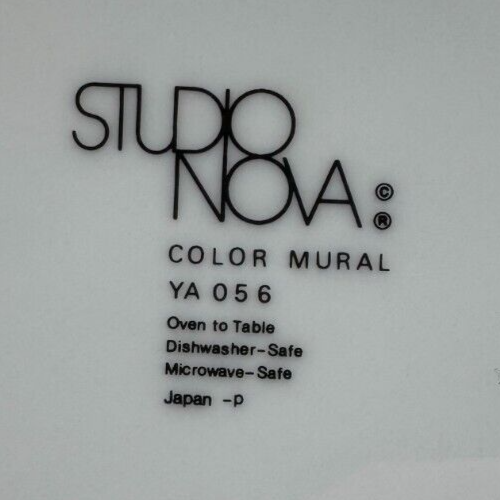 STUDIO
NOVA ©
®
COLOR MURAL
YA 056
Oven to Table
Dishwasher-Safe
Microwave-Safe
Japan -p